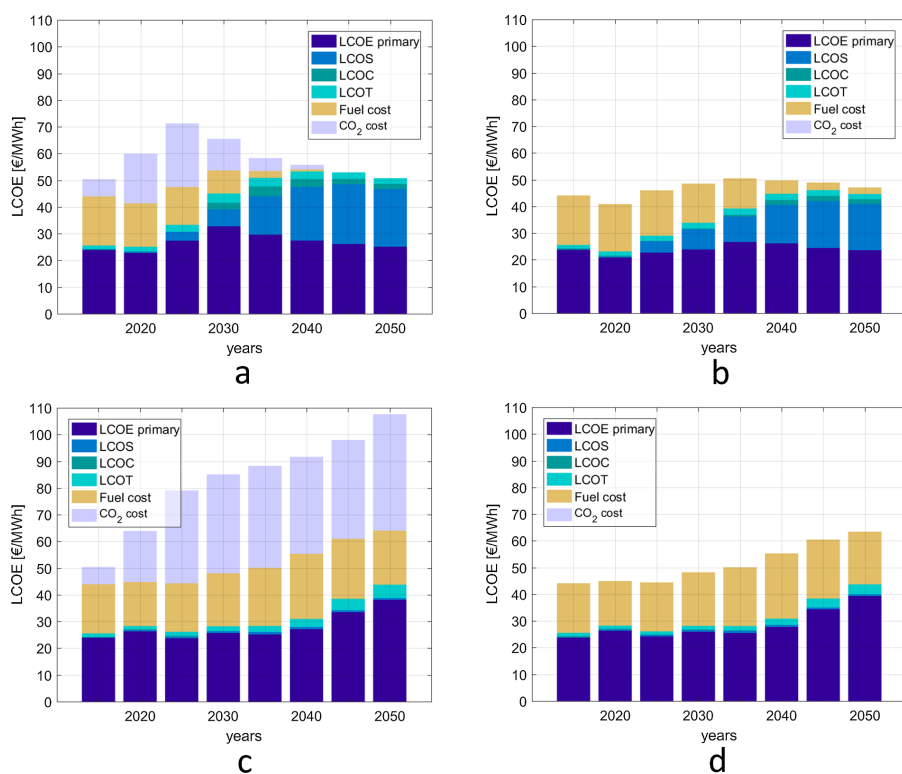 110
100
90
80
70
60
50
40
30
20
10
0
LCOE [€/MWh]
LCOE primary
LCOS
LCOC
LCOT
Fuel cost
CO₂ cost
2020
2030
2040
2050
years
a
110
100
90
80
70
60
50
40
30
20
10
0
LCOE [€/MWh]
LCOE primary
LCOS
LCOC
LCOT
Fuel cost
CO₂ cost
2020
2030
2040
2050
years
b
110
100
90
80
70
60
50
40
30
20
10
0
LCOE [€/MWh]
LCOE primary
LCOS
LCOC
LCOT
Fuel cost
CO₂ cost
2020
2030
2040
2050
years
c
110
100
90
80
70
60
50
40
30
20
10
0
LCOE [€/MWh]
LCOE primary
LCOS
LCOC
LCOT
Fuel cost
CO₂ cost
2020
2030
2040
2050
years
d